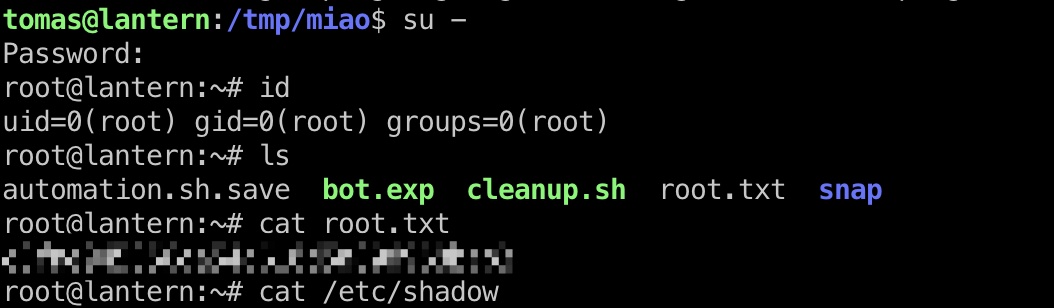 tomas@lantern:/tmp/miao$ su -
Password:
root@lantern:~# id
uid=0(root) gid=0(root) groups=0(root)
root@lantern:~# ls
automation.sh.save  bot.exp  cleanup.sh  root.txt  snap
root@lantern:~# cat root.txt
root@lantern:~# cat /etc/shadow